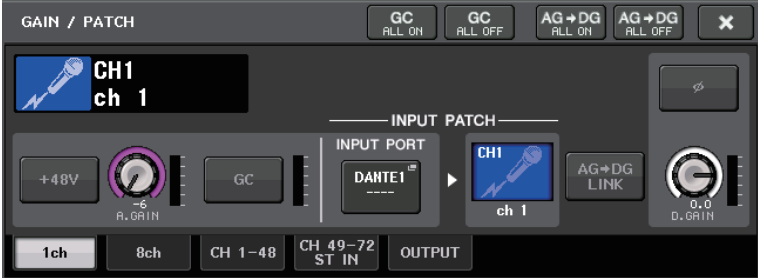 GAIN / PATCH
GC
ALL ON
GC
ALL OFF
AG→DG
ALL ON
AG→DG
ALL OFF
×
CH1
ch 1
ø
INPUT PATCH
INPUT PORT
+48V
-6
A.GAIN
GC
DANTE1
----
CH1
ch 1
AG→DG
LINK
0.0
D.GAIN
1ch
8ch
CH 1-48
CH 49-72
ST IN
OUTPUT